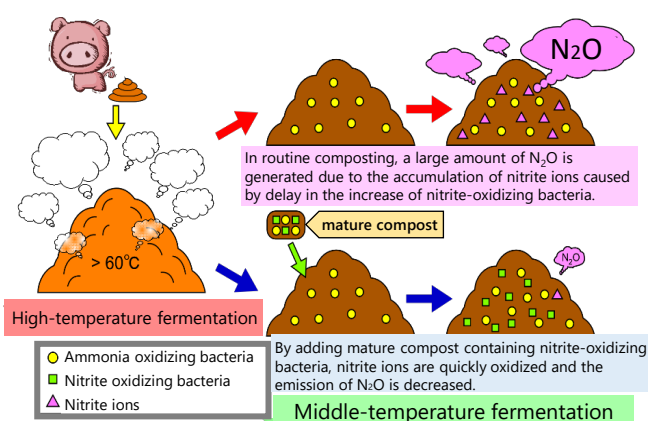 N2O
In routine composting, a large amount of N2O is
generated due to the accumulation of nitrite ions caused
by delay in the increase of nitrite-oxidizing bacteria.
mature compost
> 60℃
N2O
High-temperature fermentation
Ammonia oxidizing bacteria
Nitrite oxidizing bacteria
Nitrite ions
By adding mature compost containing nitrite-oxidizing
bacteria, nitrite ions are quickly oxidized and the
emission of N2O is decreased.
Middle-temperature fermentation